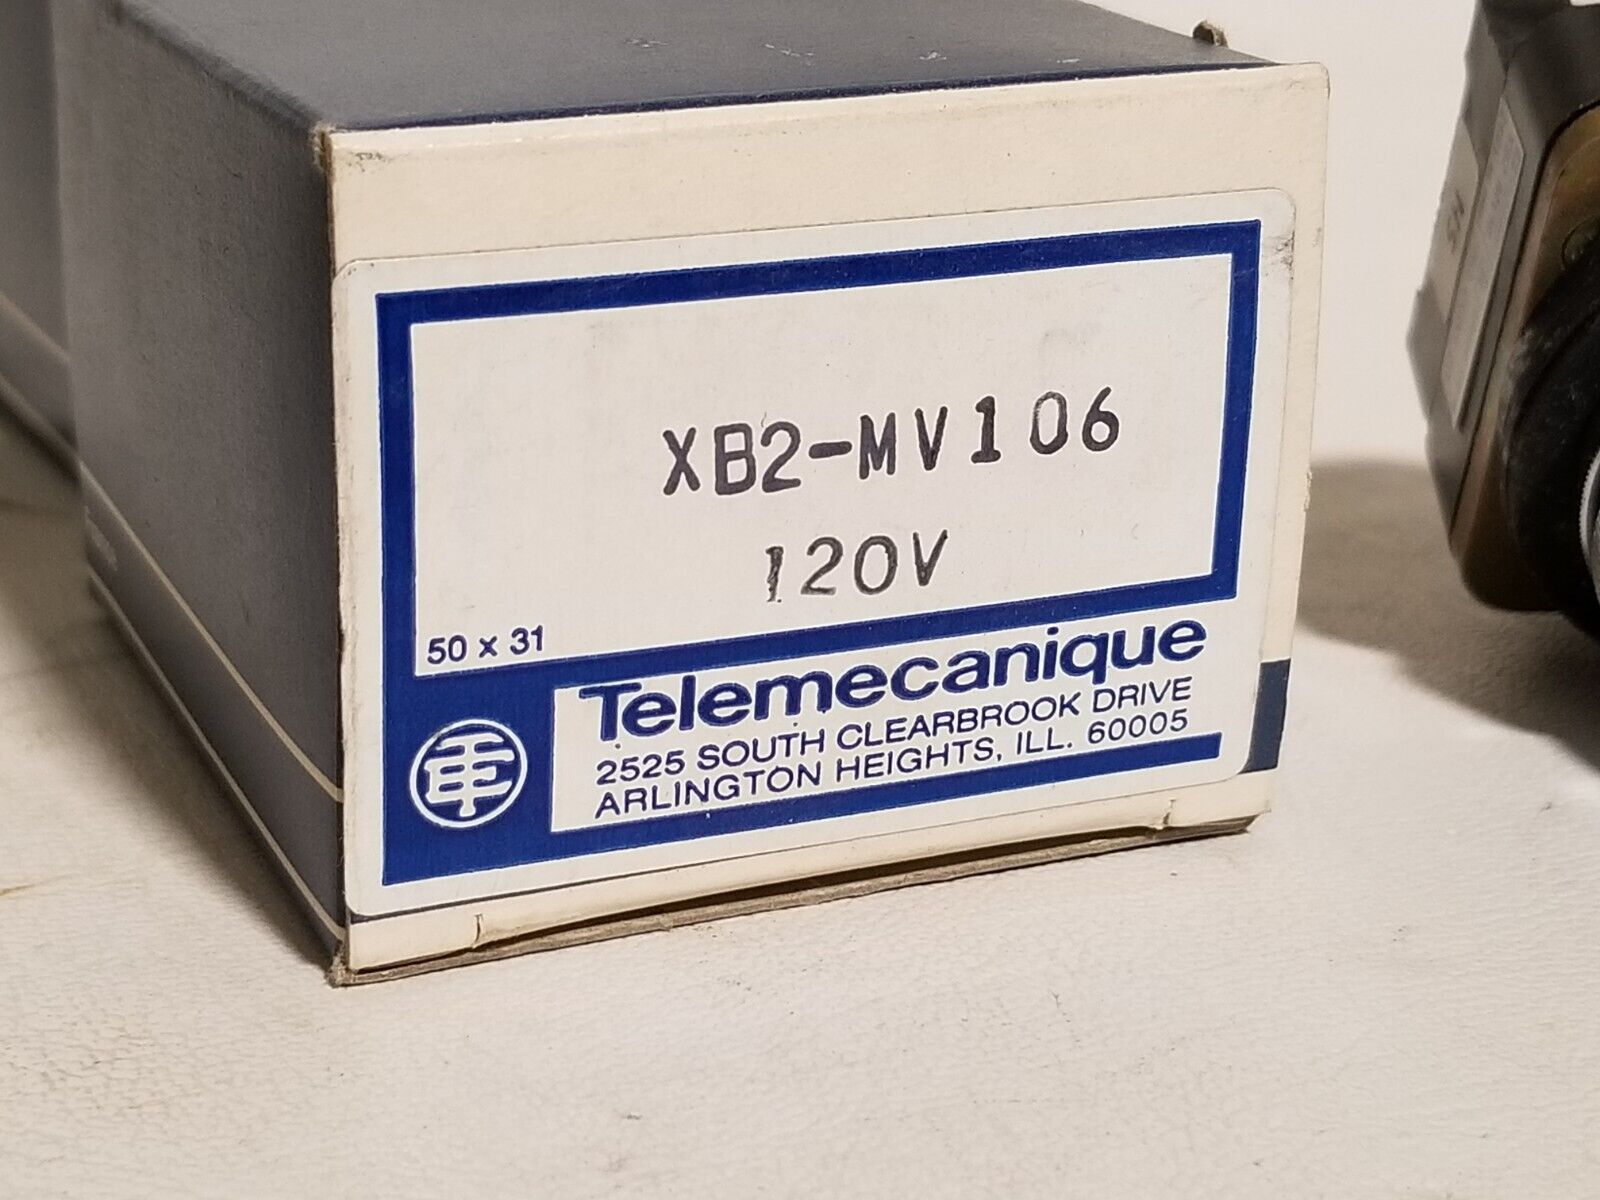 XB2-MV106
120V
50 x 31
Telemecanique
2525 SOUTH CLEARBROOK DRIVE
ARLINGTON HEIGHTS, ILL. 60005